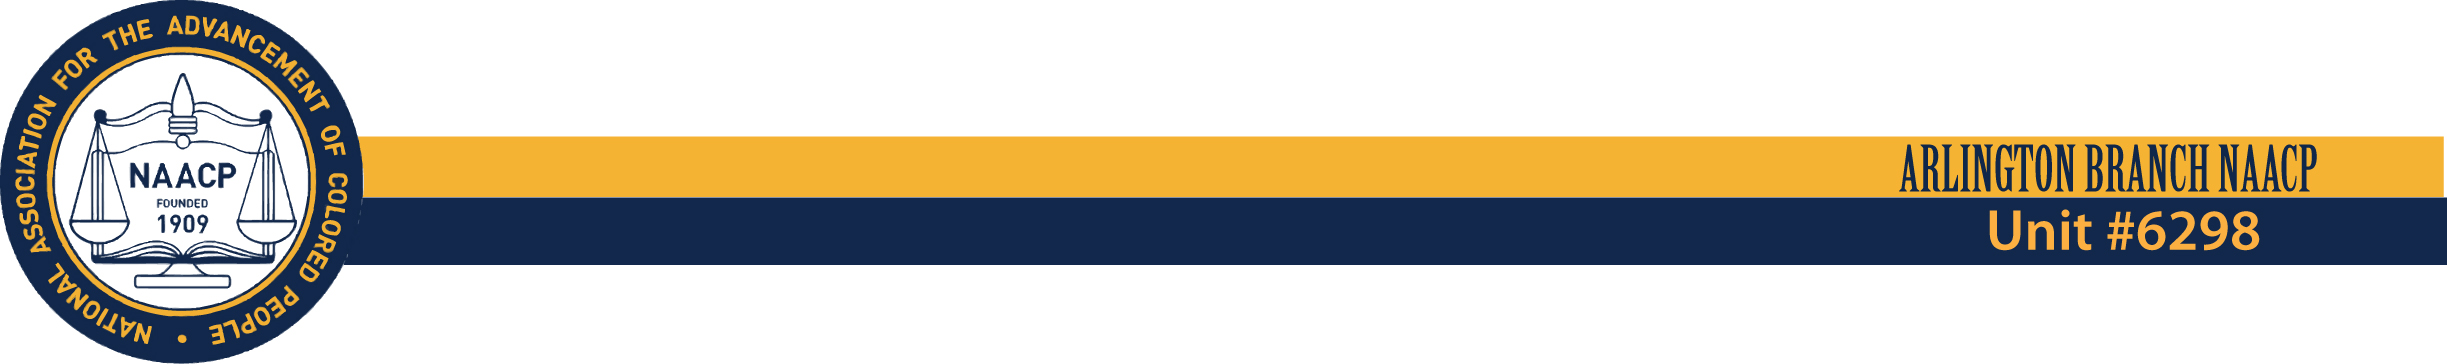 NATIONAL ASSOCIATION FOR THE ADVANCEMENT OF COLORED PEOPLE •
NAACP
FOUNDED
1909
ARLINGTON BRANCH NAACP
Unit #6298